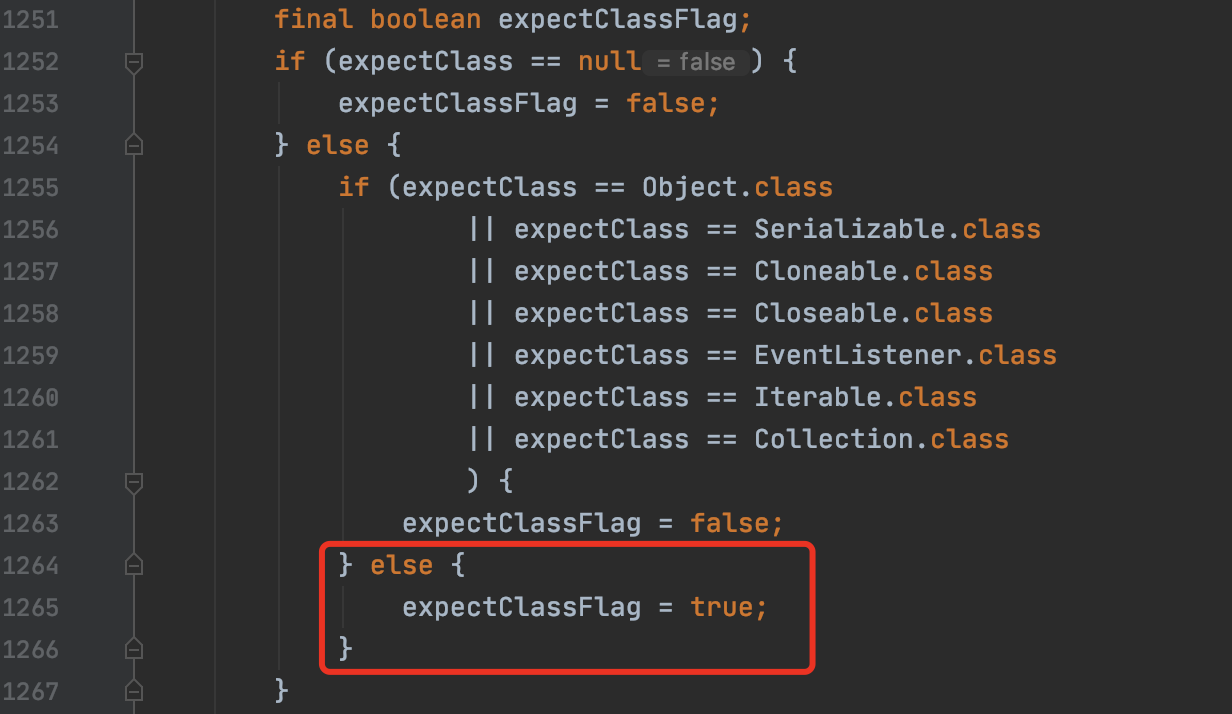 1251 final boolean expectClassFlag;
1252 if (expectClass == null = false ) {
1253 expectClassFlag = false;
1254 } else {
1255 if (expectClass == Object.class
1256 || expectClass == Serializable.class
1257 || expectClass == Cloneable.class
1258 || expectClass == Closeable.class
1259 || expectClass == EventListener.class
1260 || expectClass == Iterable.class
1261 || expectClass == Collection.class
1262 ) {
1263 expectClassFlag = false;
1264 } else {
1265 expectClassFlag = true;
1266 }
1267 }